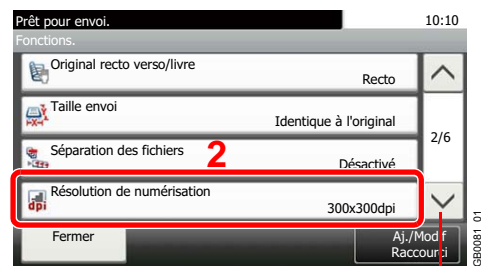 Prêt pour envoi.
10:10
Fonctions.
Original recto verso/livre
Recto
Taille envoi
Identique à l'original
2/6
Séparation des fichiers
2
Désactivé
dpi
Résolution de numérisation
300x300dpi
Fermer
Aj./Modif
Raccourci
GB0081_01